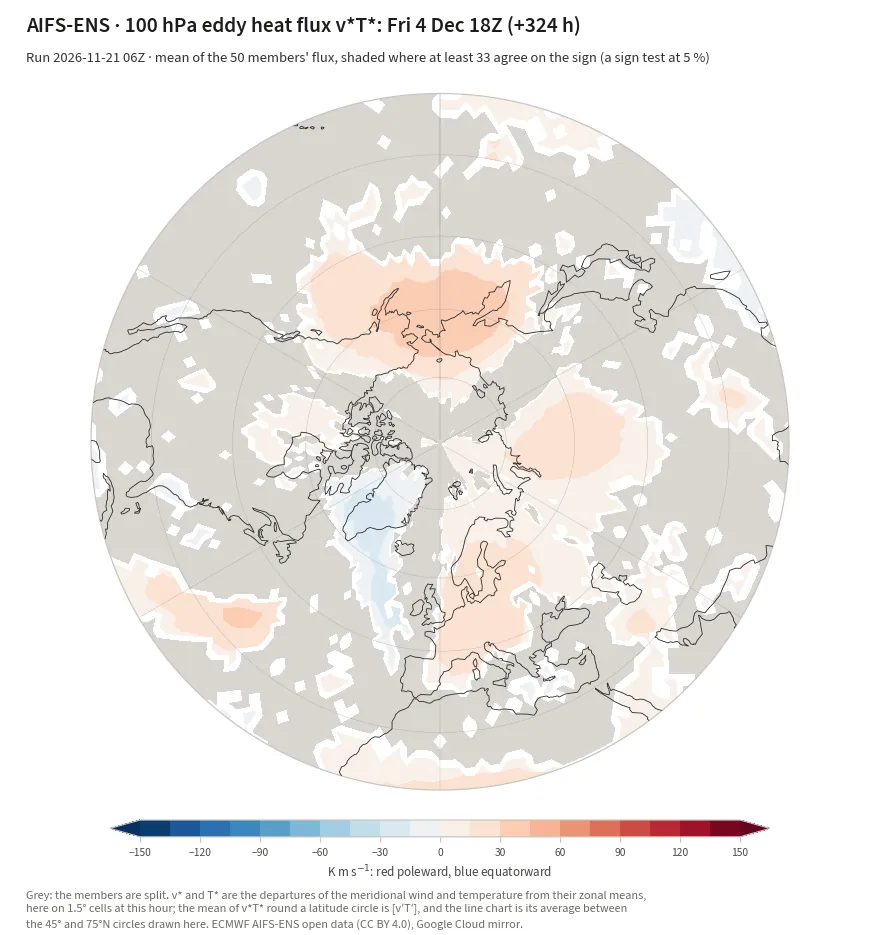 AIFS-ENS · 100 hPa eddy heat flux v*T*: Fri 4 Dec 18Z (+324 h)
Run 2026-11-21 06Z · mean of the 50 members' flux, shaded where at least 33 agree on the sign (a sign test at 5 %)
−150 −120 −90 −60 −30 0 30 60 90 120 150
K m s⁻¹: red poleward, blue equatorward
Grey: the members are split. v* and T* are the departures of the meridional wind and temperature from their zonal means,
here on 1.5° cells at this hour; the mean of v*T* round a latitude circle is [v'T'], and the line chart is its average between
the 45° and 75°N circles drawn here. ECMWF AIFS-ENS open data (CC BY 4.0), Google Cloud mirror.